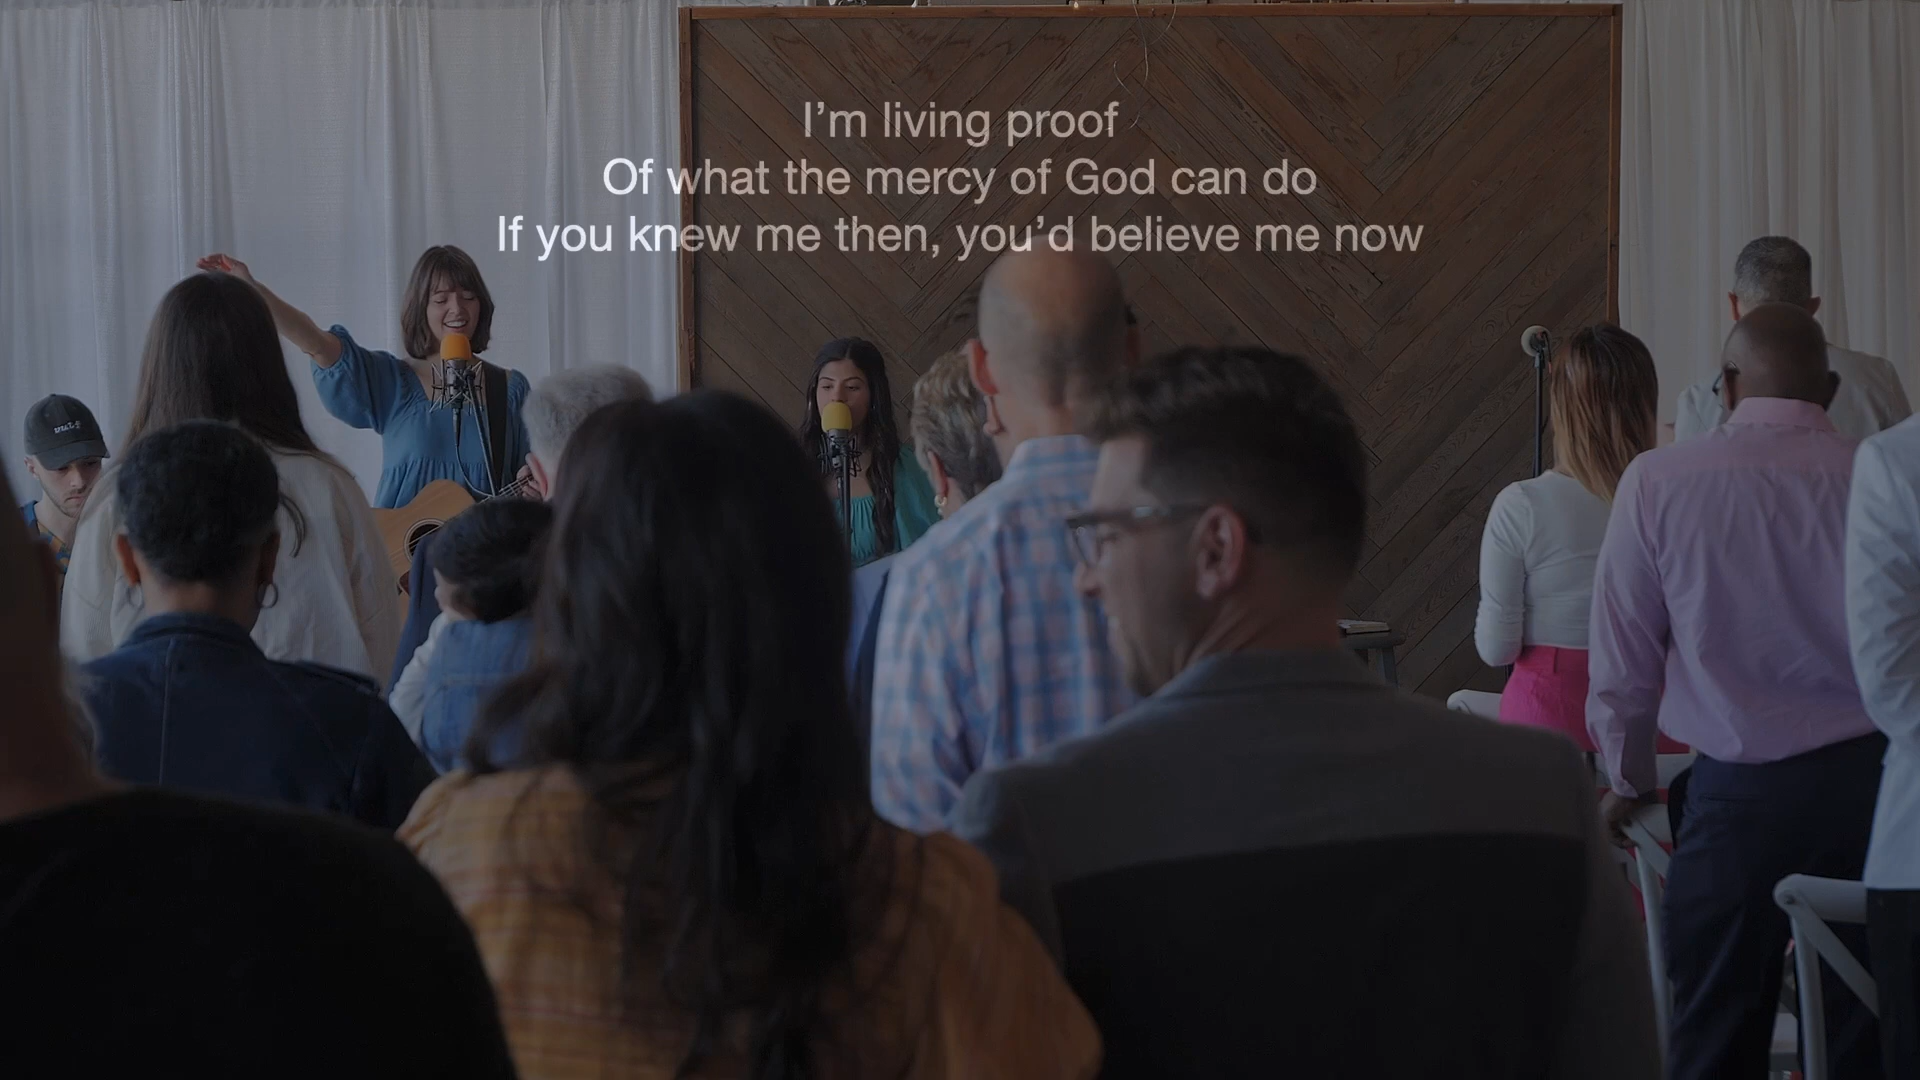 I’m living proof
Of what the mercy of God can do
If you knew me then, you’d believe me now